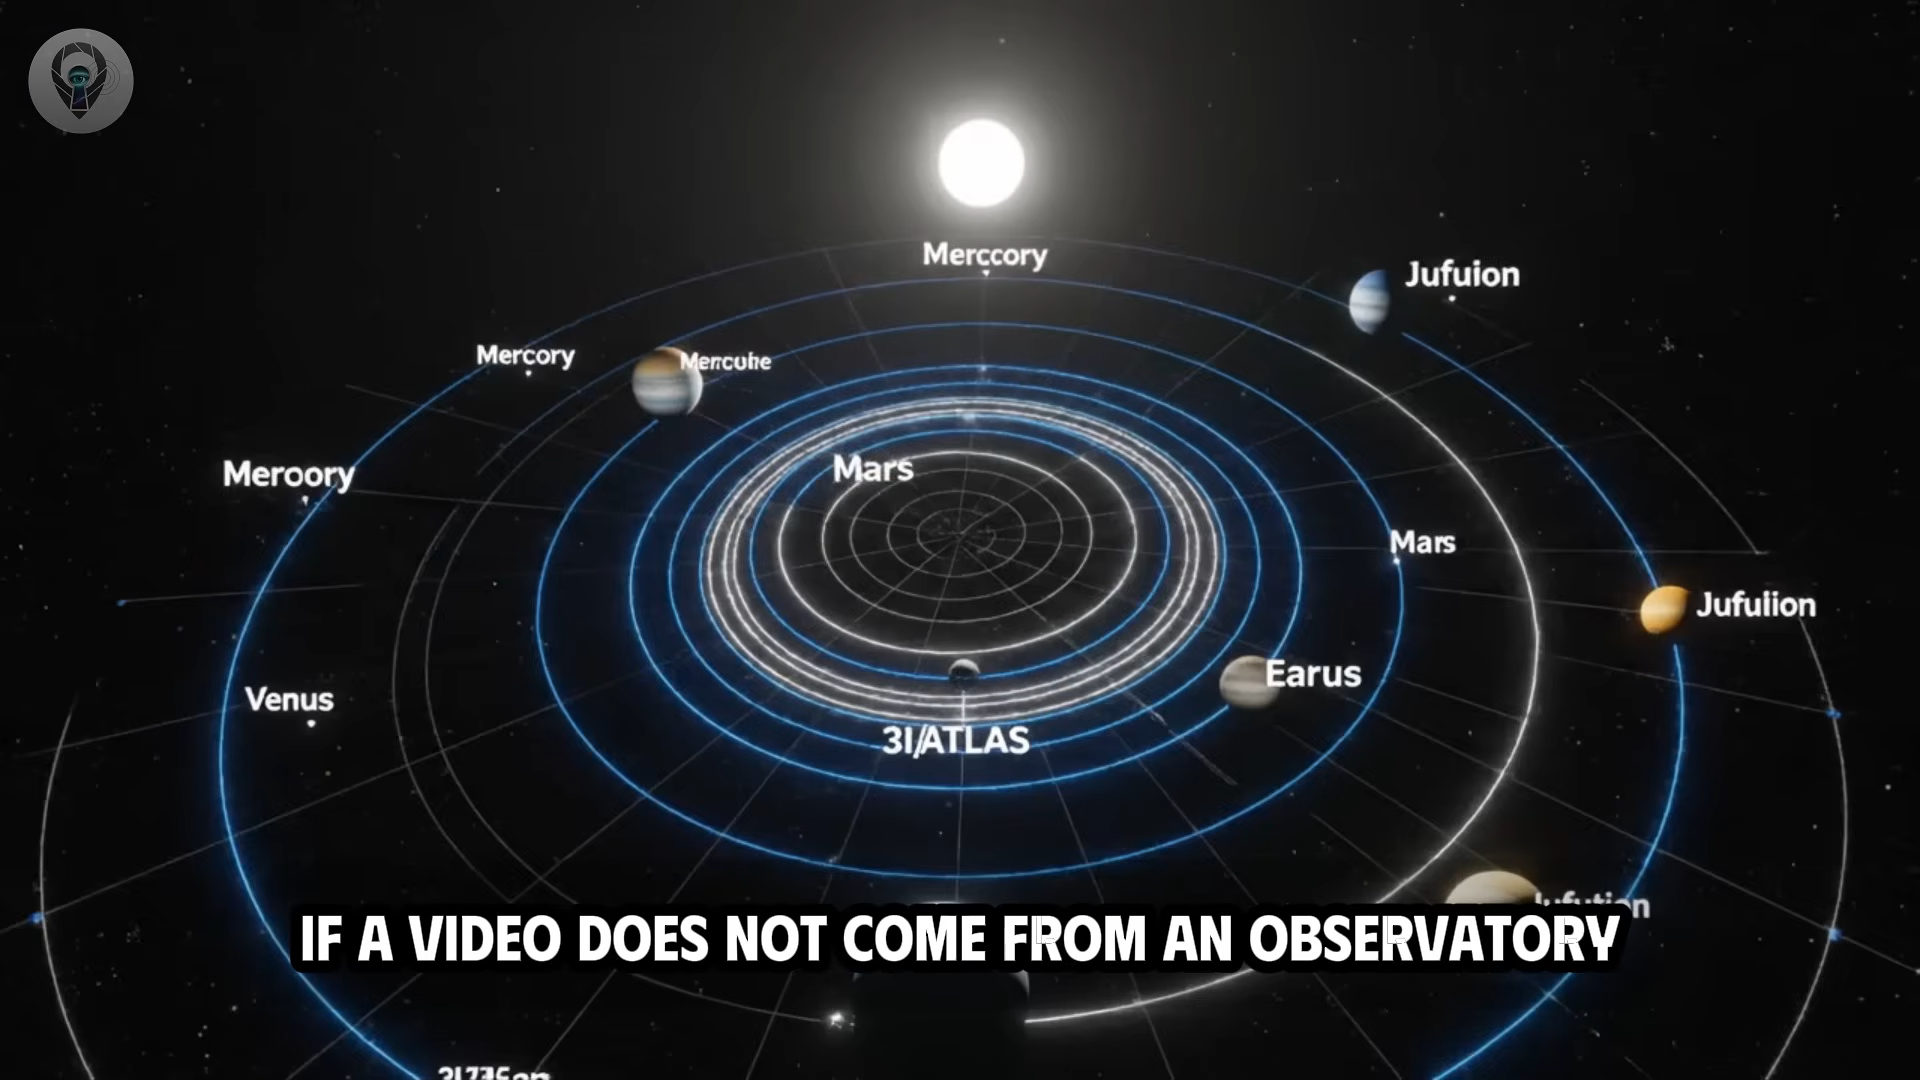 Merccory
Jufuion
Mercory
Mercuhe
Mars
Meroory
Mars
Jufulion
Earus
Venus
3I/ATLAS
IF A VIDEO DOES NOT COME FROM AN OBSERVATORY